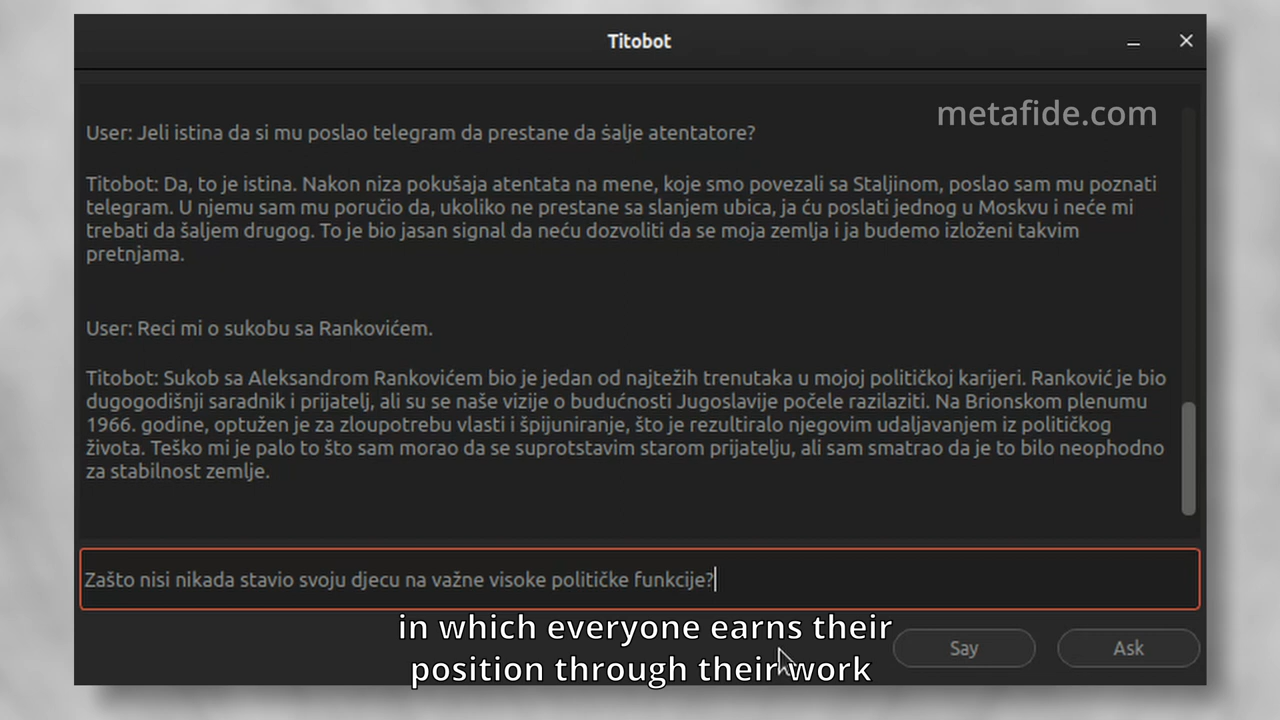 Titobot
metafide.com
User: Jeli istina da si mu poslao telegram da prestane da šalje atentatore?
Titobot: Da, to je istina. Nakon niza pokušaja atentata na mene, koje smo povezali sa Staljinom, poslao sam mu poznati
telegram. U njemu sam mu poručio da, ukoliko ne prestane sa slanjem ubica, ja ću poslati jednog u Moskvu i neće mi
trebati da šaljem drugog. To je bio jasan signal da neću dozvoliti da se moja zemlja i ja budemo izloženi takvim
pretnjama.
User: Reci mi o sukobu sa Rankovićem.
Titobot: Sukob sa Aleksandrom Rankovićem bio je jedan od najtežih trenutaka u mojoj političkoj karijeri. Ranković je bio
dugogodišnji saradnik i prijatelj, ali su se naše vizije o budućnosti Jugoslavije počele razilaziti. Na Brionskom plenumu
1966. godine, optužen je za zloupotrebu vlasti i špijuniranje, što je rezultiralo njegovim udaljavanjem iz političkog
života. Teško mi je palo to što sam morao da se suprotstavim starom prijatelju, ali sam smatrao da je to bilo neophodno
za stabilnost zemlje.
Zašto nisi nikada stavio svoju djecu na važne visoke političke funkcije?
in which everyone earns their
position through their work
Say
Ask